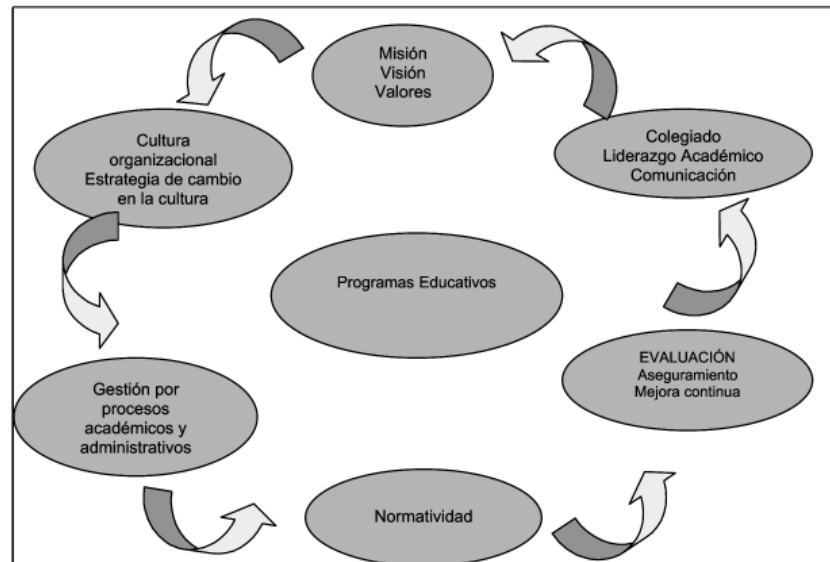 Misión
Visión
Valores
Cultura
organizacional
Estrategia de cambio
en la cultura
Colegiado
Liderazgo Académico
Comunicación
Programas Educativos
EVALUACIÓN
Aseguramiento
Mejora continua
Gestión por
procesos
académicos y
administrativos
Normatividad